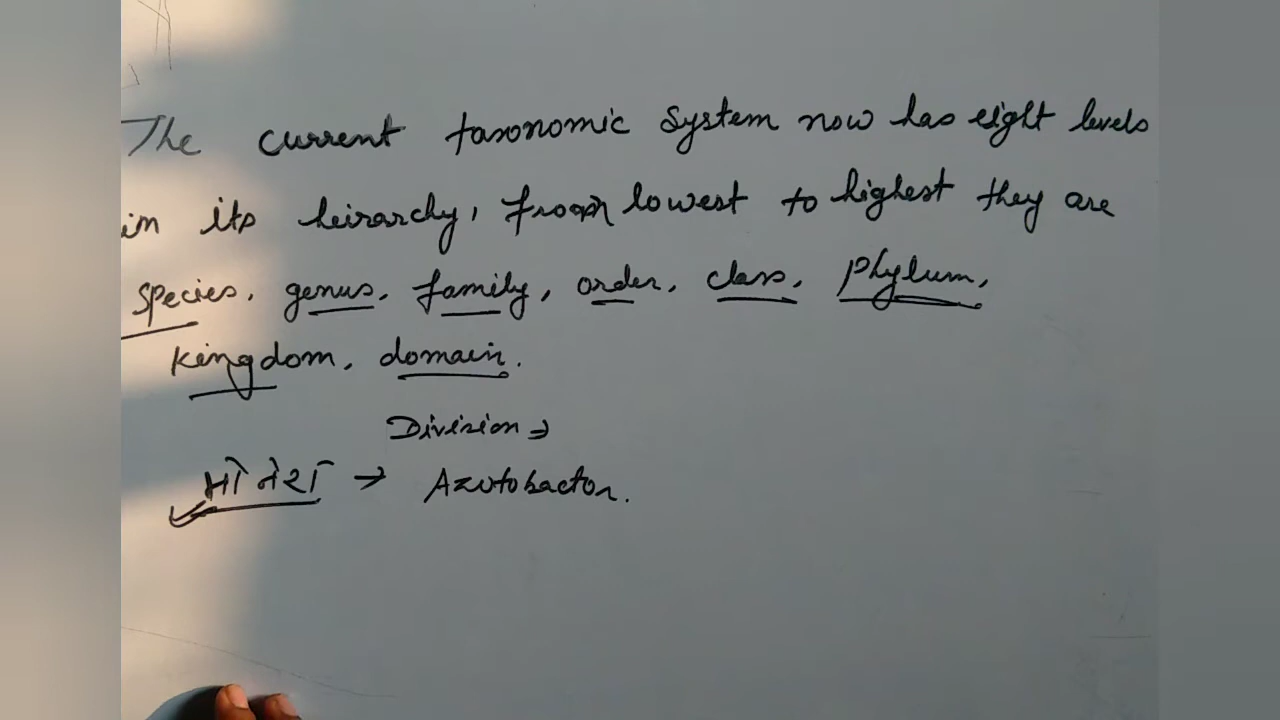 The current taxonomic system now has eight levels
in its heirarchy, from lowest to highest they are
species, genus, family, order, class, phylum,
kingdom, domain.
Division →
मोनेरा → Azotobactor.